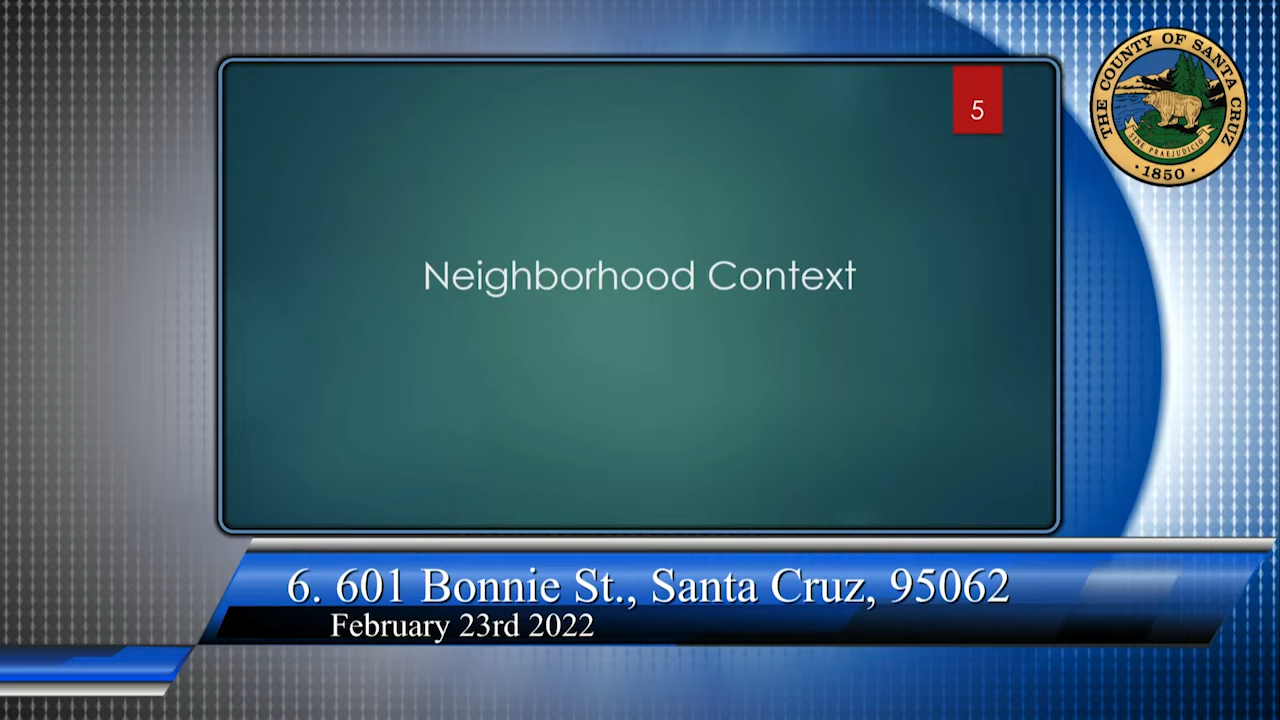 5
THE COUNTY OF SANTA CRUZ
SINE PRAEJUDICIO
• 1850 •
Neighborhood Context
6. 601 Bonnie St., Santa Cruz, 95062
February 23rd 2022